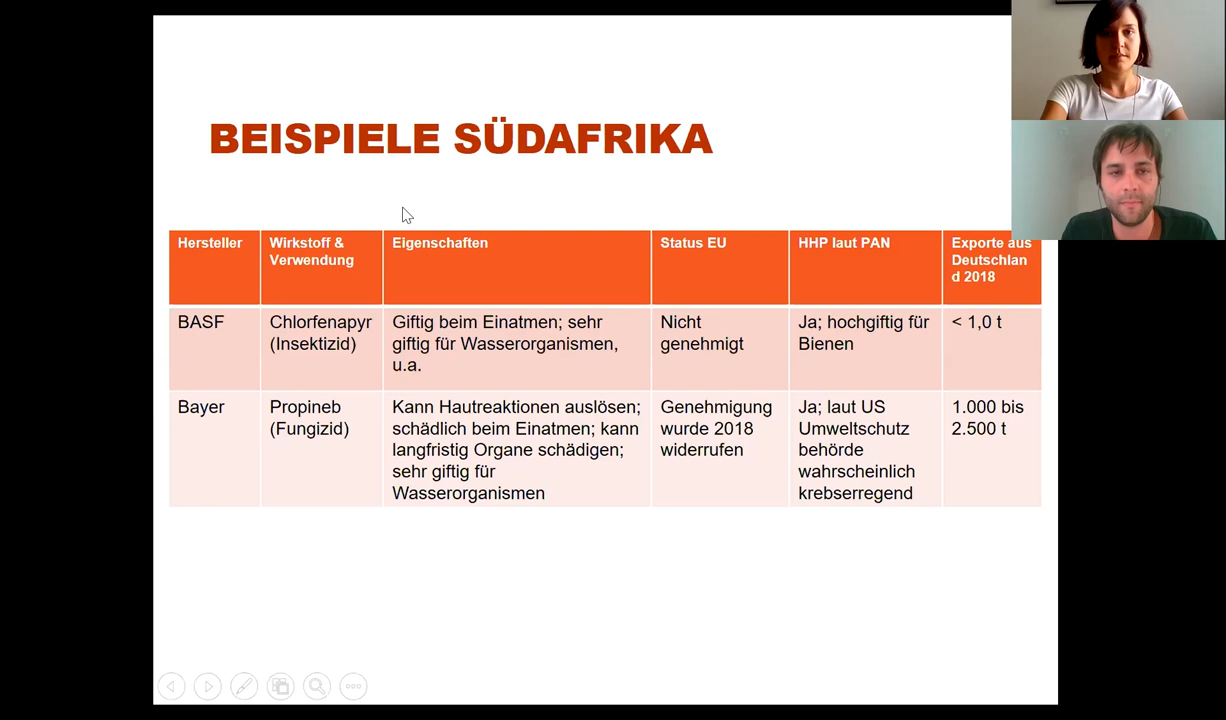 BEISPIELE SÜDAFRIKA
Hersteller
Wirkstoff &
Verwendung
Eigenschaften
Status EU
HHP laut PAN
Exporte aus
Deutschlan
d 2018
BASF
Chlorfenapyr
(Insektizid)
Giftig beim Einatmen; sehr
giftig für Wasserorganismen,
u.a.
Nicht
genehmigt
Ja; hochgiftig für
Bienen
< 1,0 t
Bayer
Propineb
(Fungizid)
Kann Hautreaktionen auslösen;
schädlich beim Einatmen; kann
langfristig Organe schädigen;
sehr giftig für
Wasserorganismen
Genehmigung
wurde 2018
widerrufen
Ja; laut US
Umweltschutz
behörde
wahrscheinlich
krebserregend
1.000 bis
2.500 t